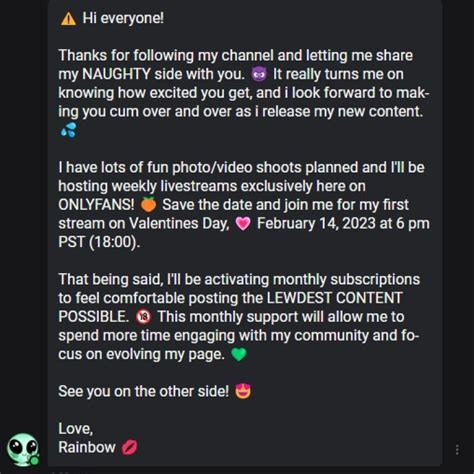 ⚠️ Hi everyone!
Thanks for following my channel and letting me share
my NAUGHTY side with you. 😈 It really turns me on
knowing how excited you get, and i look forward to mak-
ing you cum over and over as i release my new content.
💦
I have lots of fun photo/video shoots planned and I'll be
hosting weekly livestreams exclusively here on
ONLYFANS! 🍑 Save the date and join me for my first
stream on Valentines Day, 💗 February 14, 2023 at 6 pm
PST (18:00).
That being said, I'll be activating monthly subscriptions
to feel comfortable posting the LEWDEST CONTENT
POSSIBLE. 🔞 This monthly support will allow me to
spend more time engaging with my community and fo-
cus on evolving my page. 💚
See you on the other side! 😍
Love,
Rainbow 💋